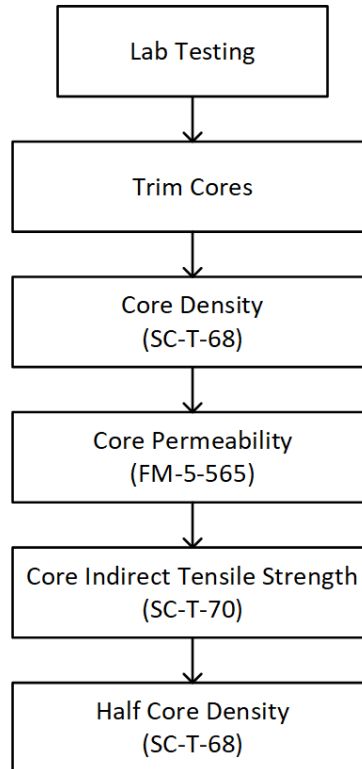 Lab Testing
Trim Cores
Core Density
(SC-T-68)
Core Permeability
(FM-5-565)
Core Indirect Tensile Strength
(SC-T-70)
Half Core Density
(SC-T-68)